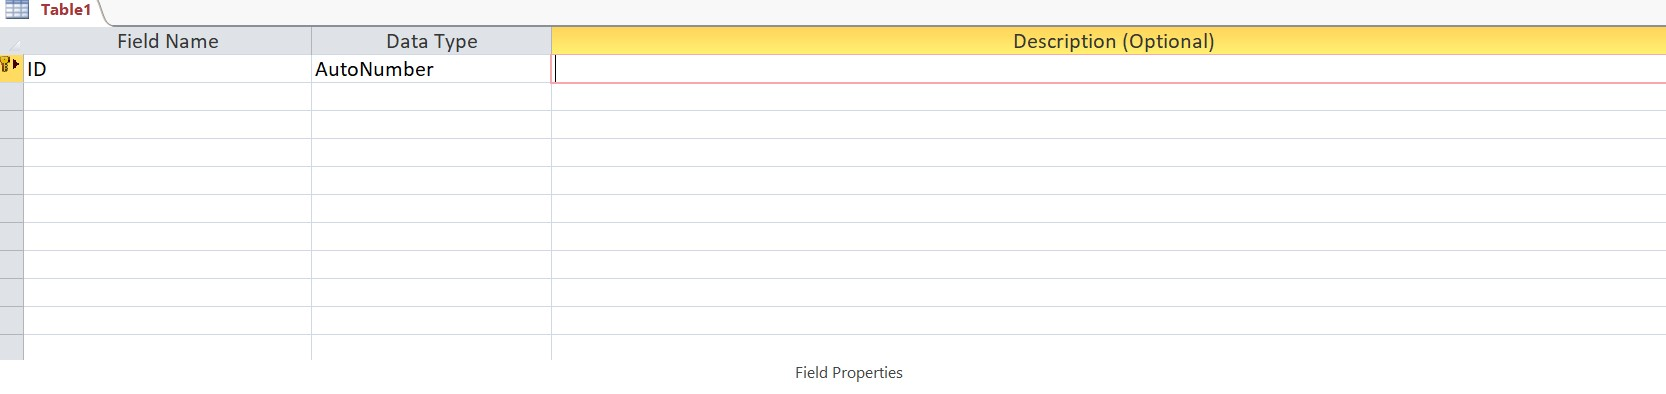 Table1
Field Name Data Type Description (Optional)
ID AutoNumber
Field Properties